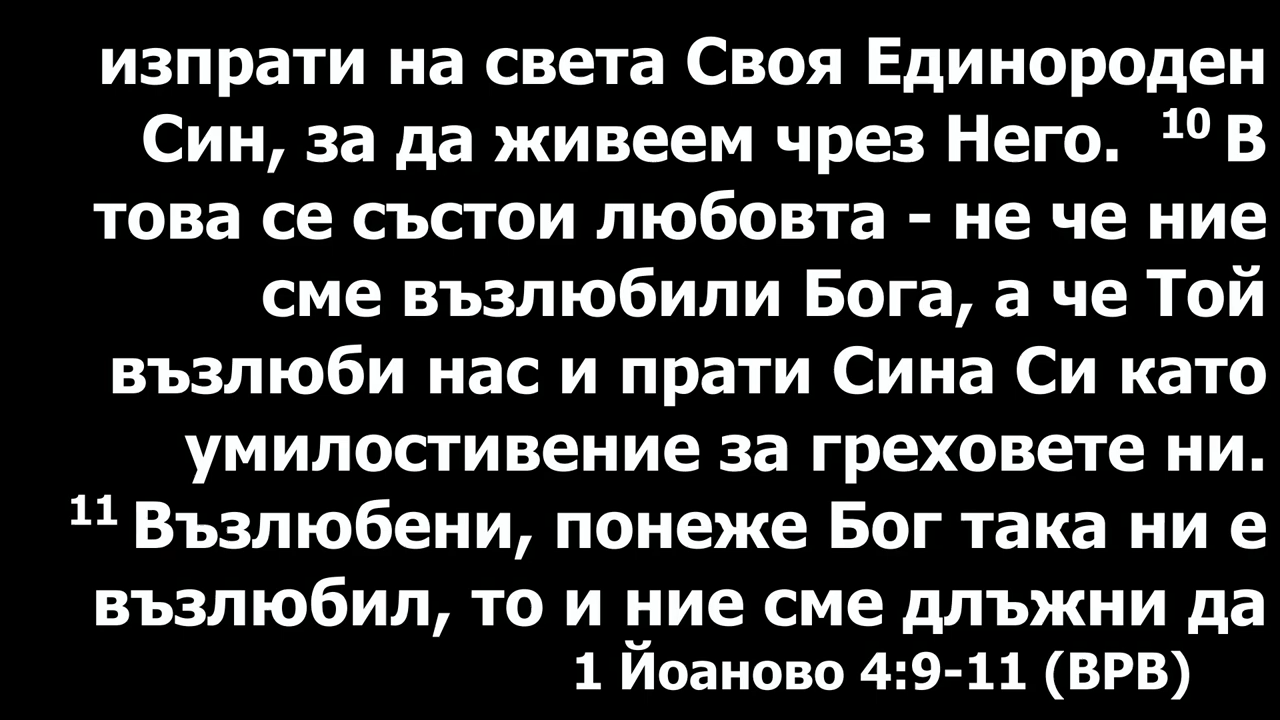 изпрати на света Своя Единороден
Син, за да живеем чрез Него. 10 В
това се състои любовта - не че ние
сме възлюбили Бога, а че Той
възлюби нас и прати Сина Си като
умилостивение за греховете ни.
11 Възлюбени, понеже Бог така ни е
възлюбил, то и ние сме длъжни да
1 Йоаново 4:9-11 (ВРВ)